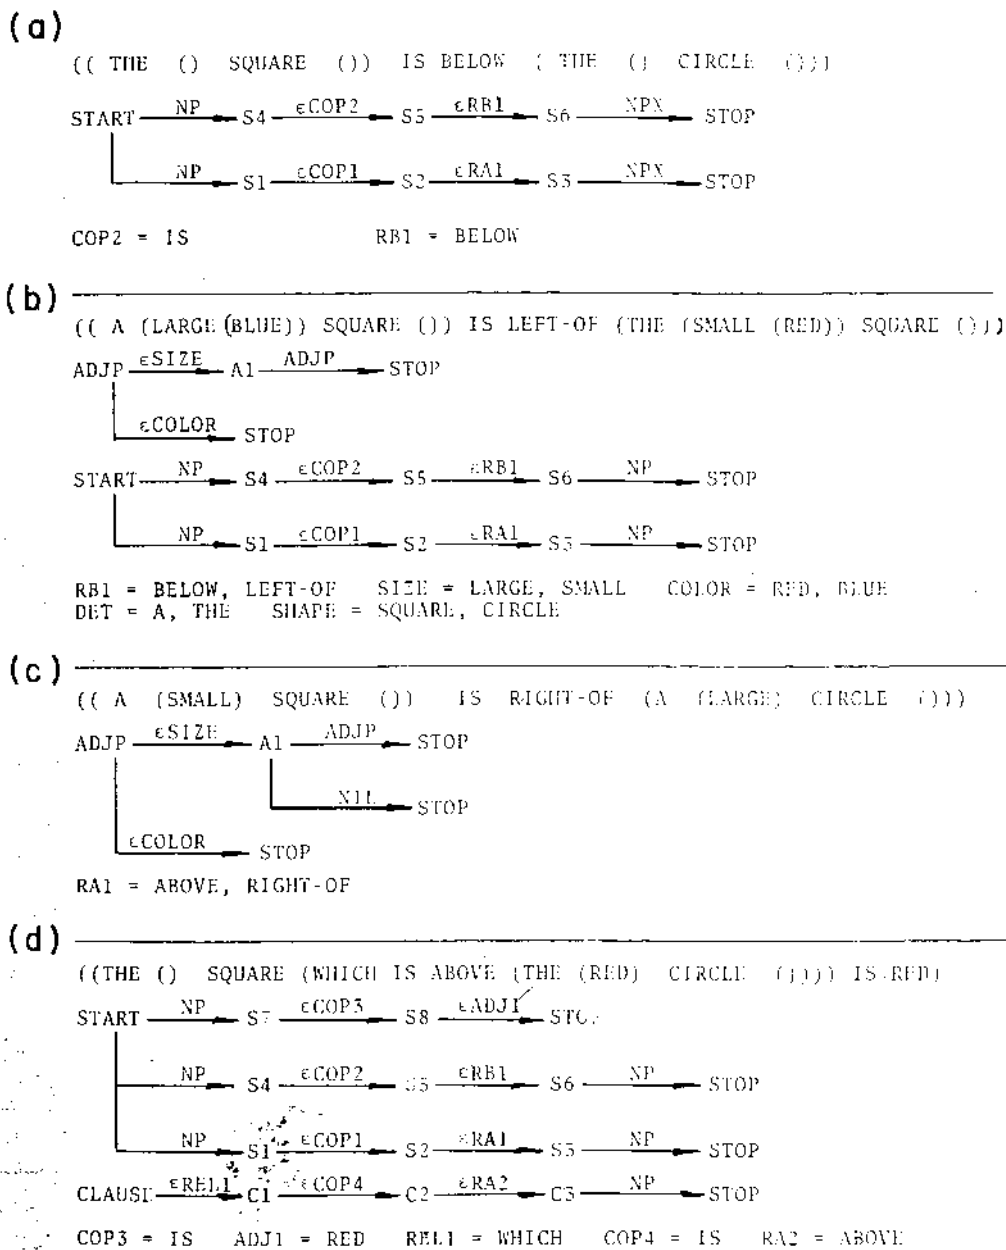 (a)
(( THE () SQUARE ()) IS BELOW ( THE () CIRCLE ()))
START NP S4 εCOP2 S5 εRB1 S6 NPX STOP
NP S1 εCOP1 S2 εRA1 S3 NPX STOP
COP2 = IS RB1 = BELOW
(b)
(( A (LARGE (BLUE)) SQUARE ()) IS LEFT-OF (THE (SMALL (RED)) SQUARE ()))
ADJP εSIZE A1 ADJP STOP
εCOLOR STOP
START NP S4 εCOP2 S5 εRB1 S6 NP STOP
NP S1 εCOP1 S2 εRA1 S3 NP STOP
RB1 = BELOW, LEFT-OF SIZE = LARGE, SMALL COLOR = RED, BLUE
DET = A, THE SHAPE = SQUARE, CIRCLE
(c)
(( A (SMALL) SQUARE ()) IS RIGHT-OF (A (LARGE) CIRCLE ()))
ADJP εSIZE A1 ADJP STOP
NIL STOP
εCOLOR STOP
RA1 = ABOVE, RIGHT-OF
(d)
((THE () SQUARE (WHICH IS ABOVE (THE (RED) CIRCLE ()))) IS RED)
START NP S7 εCOP3 S8 εADJ1 STOP
NP S4 εCOP2 S5 εRB1 S6 NP STOP
NP S1 εCOP1 S2 εRA1 S3 NP STOP
CLAUSE εREL1 C1 εCOP4 C2 εRA2 C3 NP STOP
COP3 = IS ADJ1 = RED REL1 = WHICH COP4 = IS RA2 = ABOVE